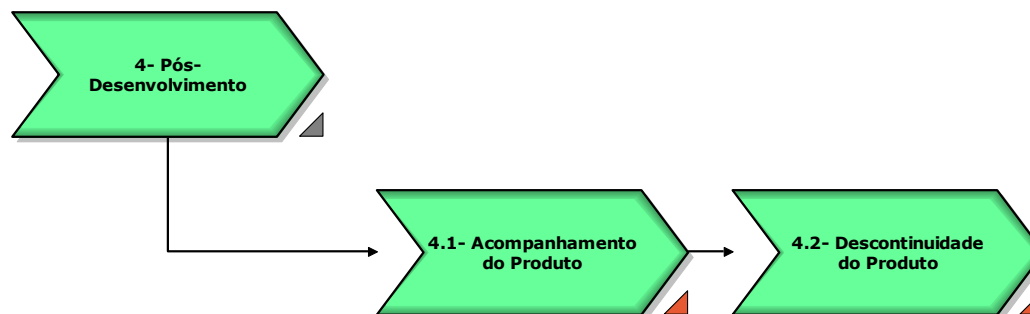 4- Pós-
Desenvolvimento
4.1- Acompanhamento
do Produto
4.2- Descontinuidade
do Produto